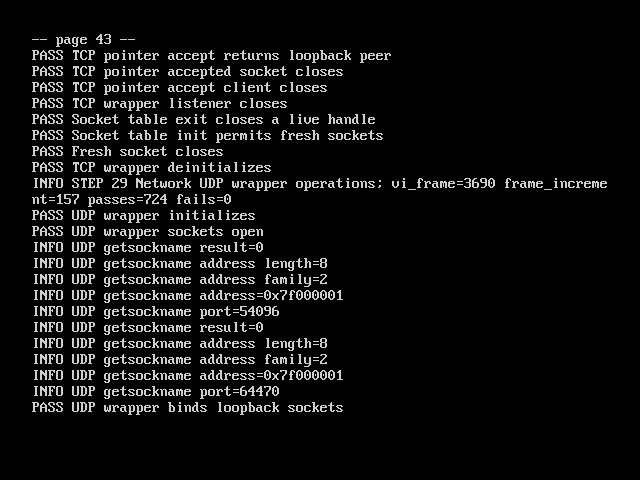 -- page 43 --
PASS TCP pointer accept returns loopback peer
PASS TCP pointer accepted socket closes
PASS TCP pointer accept client closes
PASS TCP wrapper listener closes
PASS Socket table exit closes a live handle
PASS Socket table init permits fresh sockets
PASS Fresh socket closes
PASS TCP wrapper deinitializes
INFO STEP 29 Network UDP wrapper operations; vi_frame=3690 frame_increme
nt=157 passes=724 fails=0
PASS UDP wrapper initializes
PASS UDP wrapper sockets open
INFO UDP getsockname result=0
INFO UDP getsockname address length=8
INFO UDP getsockname address family=2
INFO UDP getsockname address=0x7f000001
INFO UDP getsockname port=54096
INFO UDP getsockname result=0
INFO UDP getsockname address length=8
INFO UDP getsockname address family=2
INFO UDP getsockname address=0x7f000001
INFO UDP getsockname port=64470
PASS UDP wrapper binds loopback sockets